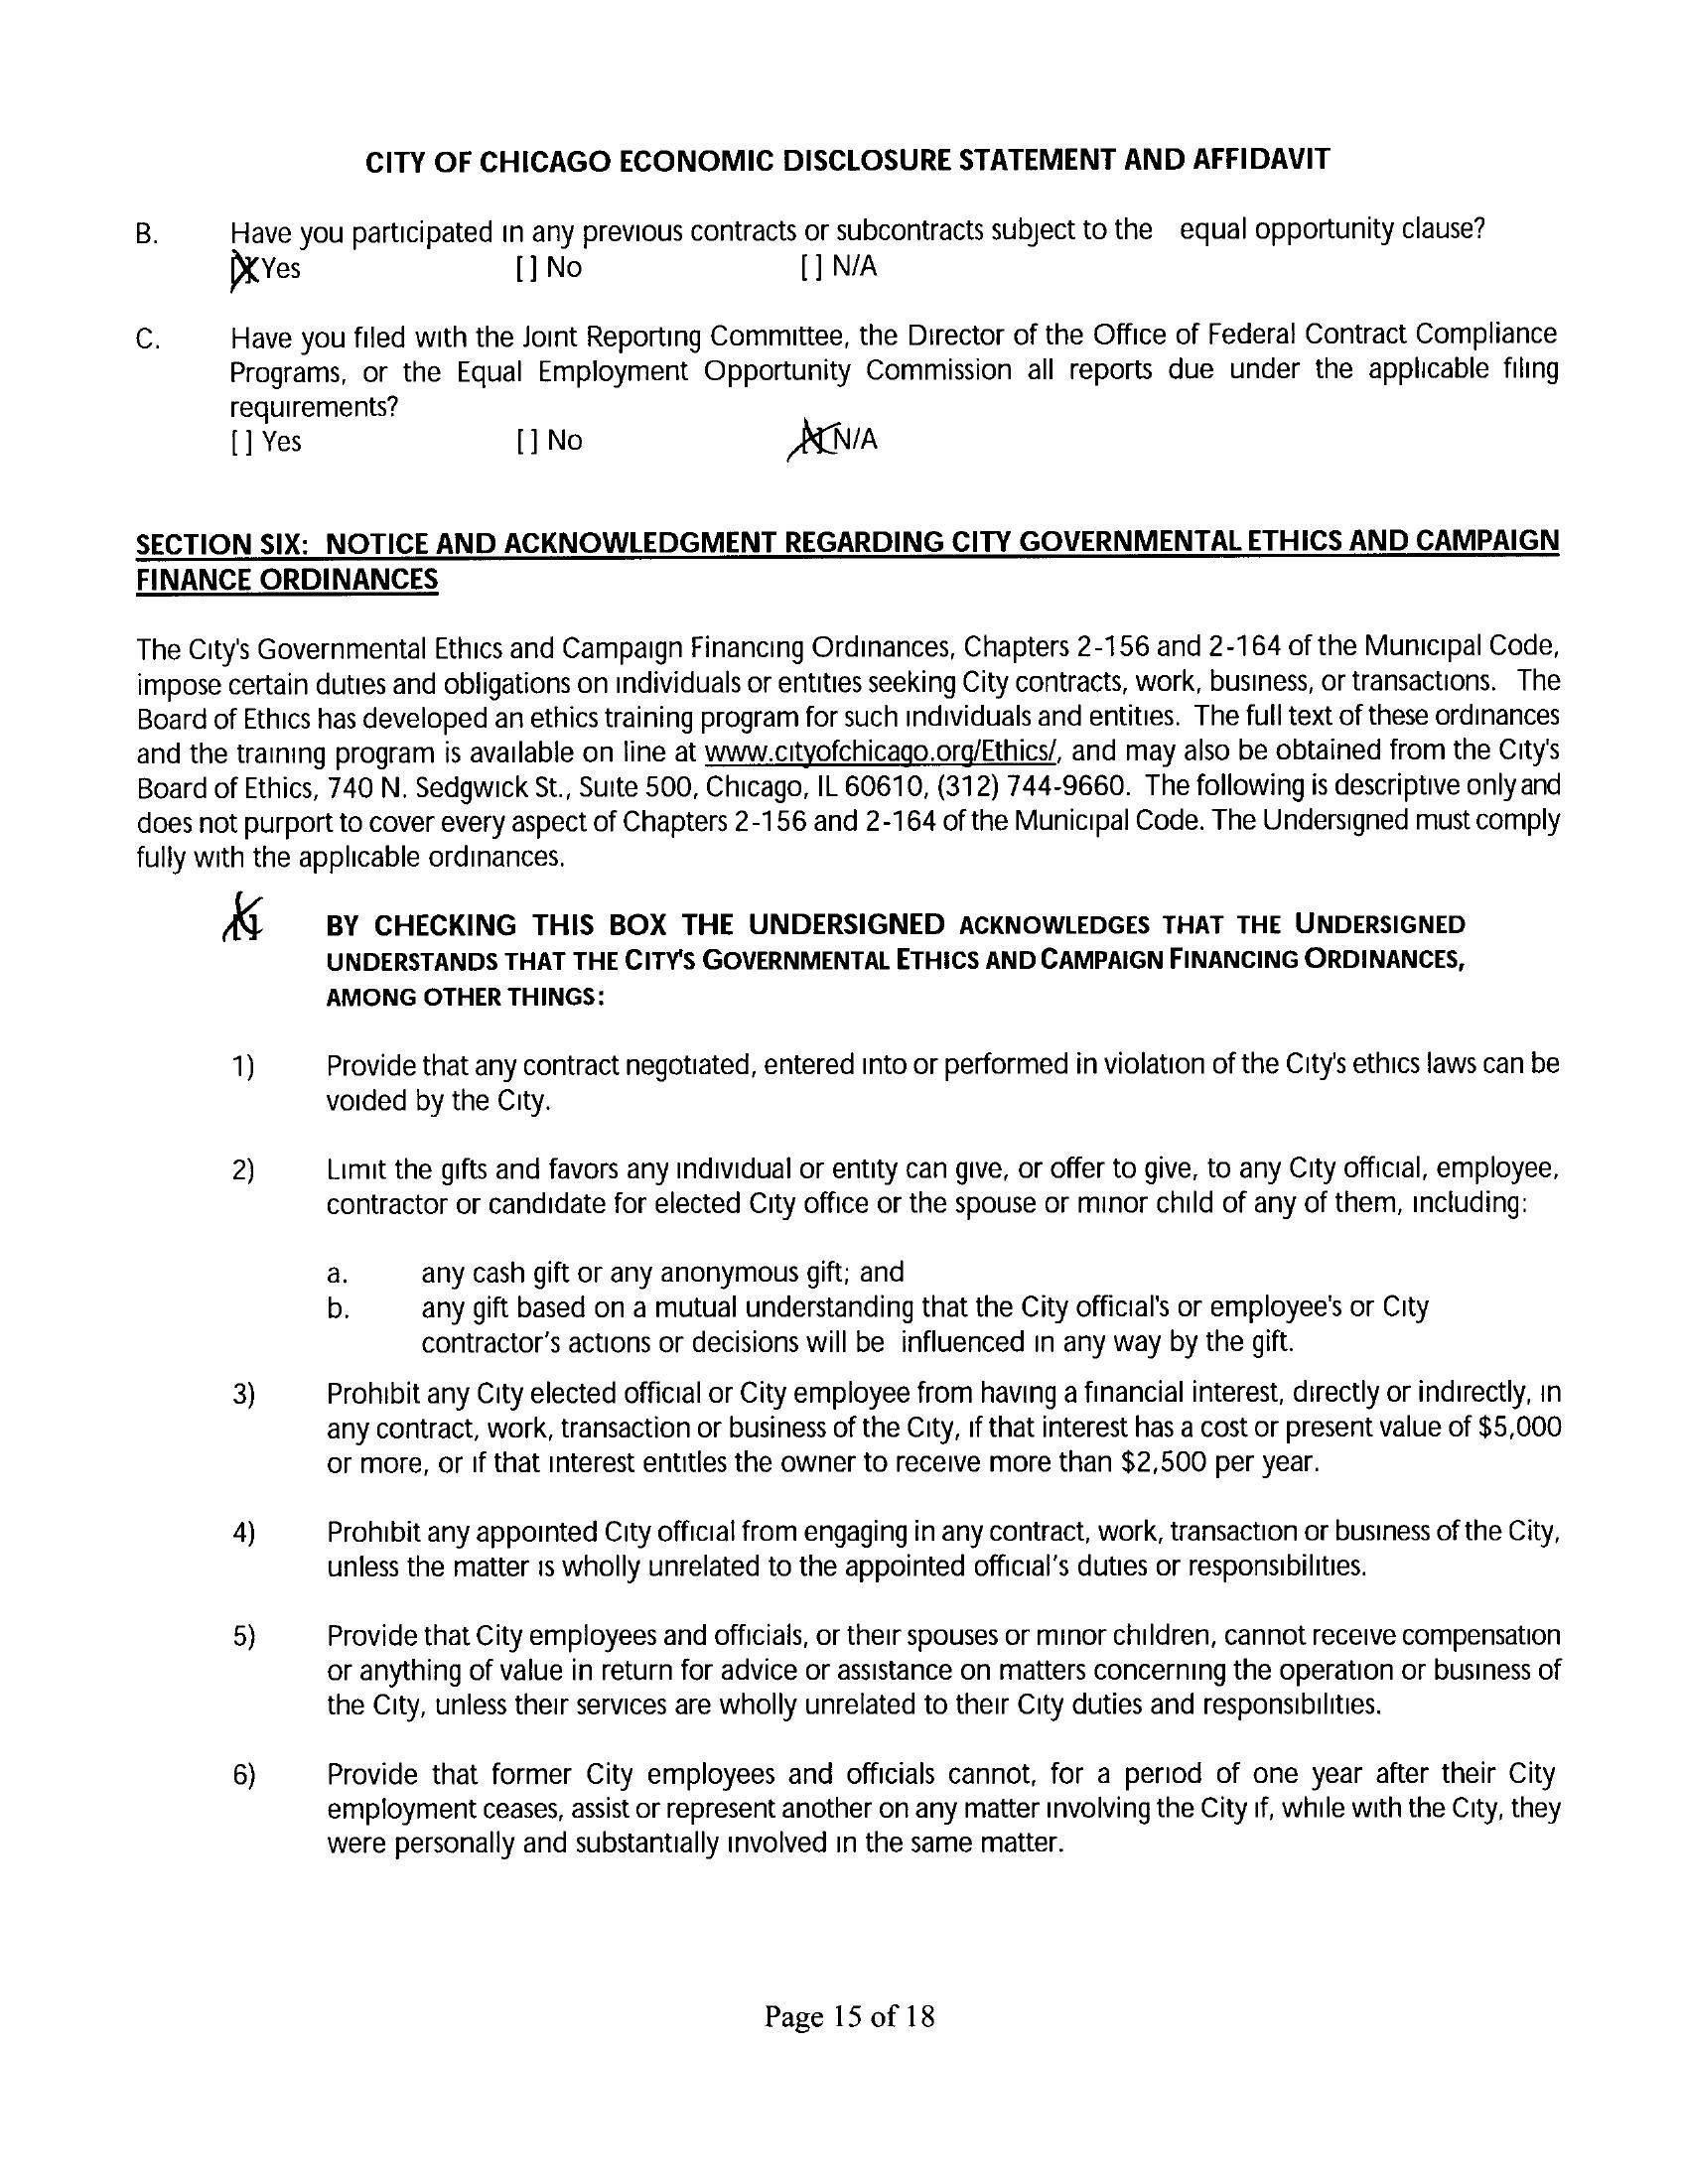 CITY OF CHICAGO ECONOMIC DISCLOSURE STATEMENT AND AFFIDAVIT
B. Have you participated in any previous contracts or subcontracts subject to the equal opportunity clause?
[X] Yes [ ] No [ ] N/A
C. Have you filed with the Joint Reporting Committee, the Director of the Office of Federal Contract Compliance
Programs, or the Equal Employment Opportunity Commission all reports due under the applicable filing
requirements?
[ ] Yes [ ] No [X] N/A
SECTION SIX: NOTICE AND ACKNOWLEDGMENT REGARDING CITY GOVERNMENTAL ETHICS AND CAMPAIGN
FINANCE ORDINANCES
The City's Governmental Ethics and Campaign Financing Ordinances, Chapters 2-156 and 2-164 of the Municipal Code,
impose certain duties and obligations on individuals or entities seeking City contracts, work, business, or transactions. The
Board of Ethics has developed an ethics training program for such individuals and entities. The full text of these ordinances
and the training program is available on line at www.cityofchicago.org/Ethics/, and may also be obtained from the City's
Board of Ethics, 740 N. Sedgwick St., Suite 500, Chicago, IL 60610, (312) 744-9660. The following is descriptive only and
does not purport to cover every aspect of Chapters 2-156 and 2-164 of the Municipal Code. The Undersigned must comply
fully with the applicable ordinances.
[X] BY CHECKING THIS BOX THE UNDERSIGNED ACKNOWLEDGES THAT THE UNDERSIGNED
UNDERSTANDS THAT THE CITY'S GOVERNMENTAL ETHICS AND CAMPAIGN FINANCING ORDINANCES,
AMONG OTHER THINGS:
1) Provide that any contract negotiated, entered into or performed in violation of the City's ethics laws can be
voided by the City.
2) Limit the gifts and favors any individual or entity can give, or offer to give, to any City official, employee,
contractor or candidate for elected City office or the spouse or minor child of any of them, including:
a. any cash gift or any anonymous gift; and
b. any gift based on a mutual understanding that the City official's or employee's or City
contractor's actions or decisions will be influenced in any way by the gift.
3) Prohibit any City elected official or City employee from having a financial interest, directly or indirectly, in
any contract, work, transaction or business of the City, if that interest has a cost or present value of $5,000
or more, or if that interest entitles the owner to receive more than $2,500 per year.
4) Prohibit any appointed City official from engaging in any contract, work, transaction or business of the City,
unless the matter is wholly unrelated to the appointed official's duties or responsibilities.
5) Provide that City employees and officials, or their spouses or minor children, cannot receive compensation
or anything of value in return for advice or assistance on matters concerning the operation or business of
the City, unless their services are wholly unrelated to their City duties and responsibilities.
6) Provide that former City employees and officials cannot, for a period of one year after their City
employment ceases, assist or represent another on any matter involving the City if, while with the City, they
were personally and substantially involved in the same matter.
Page 15 of 18